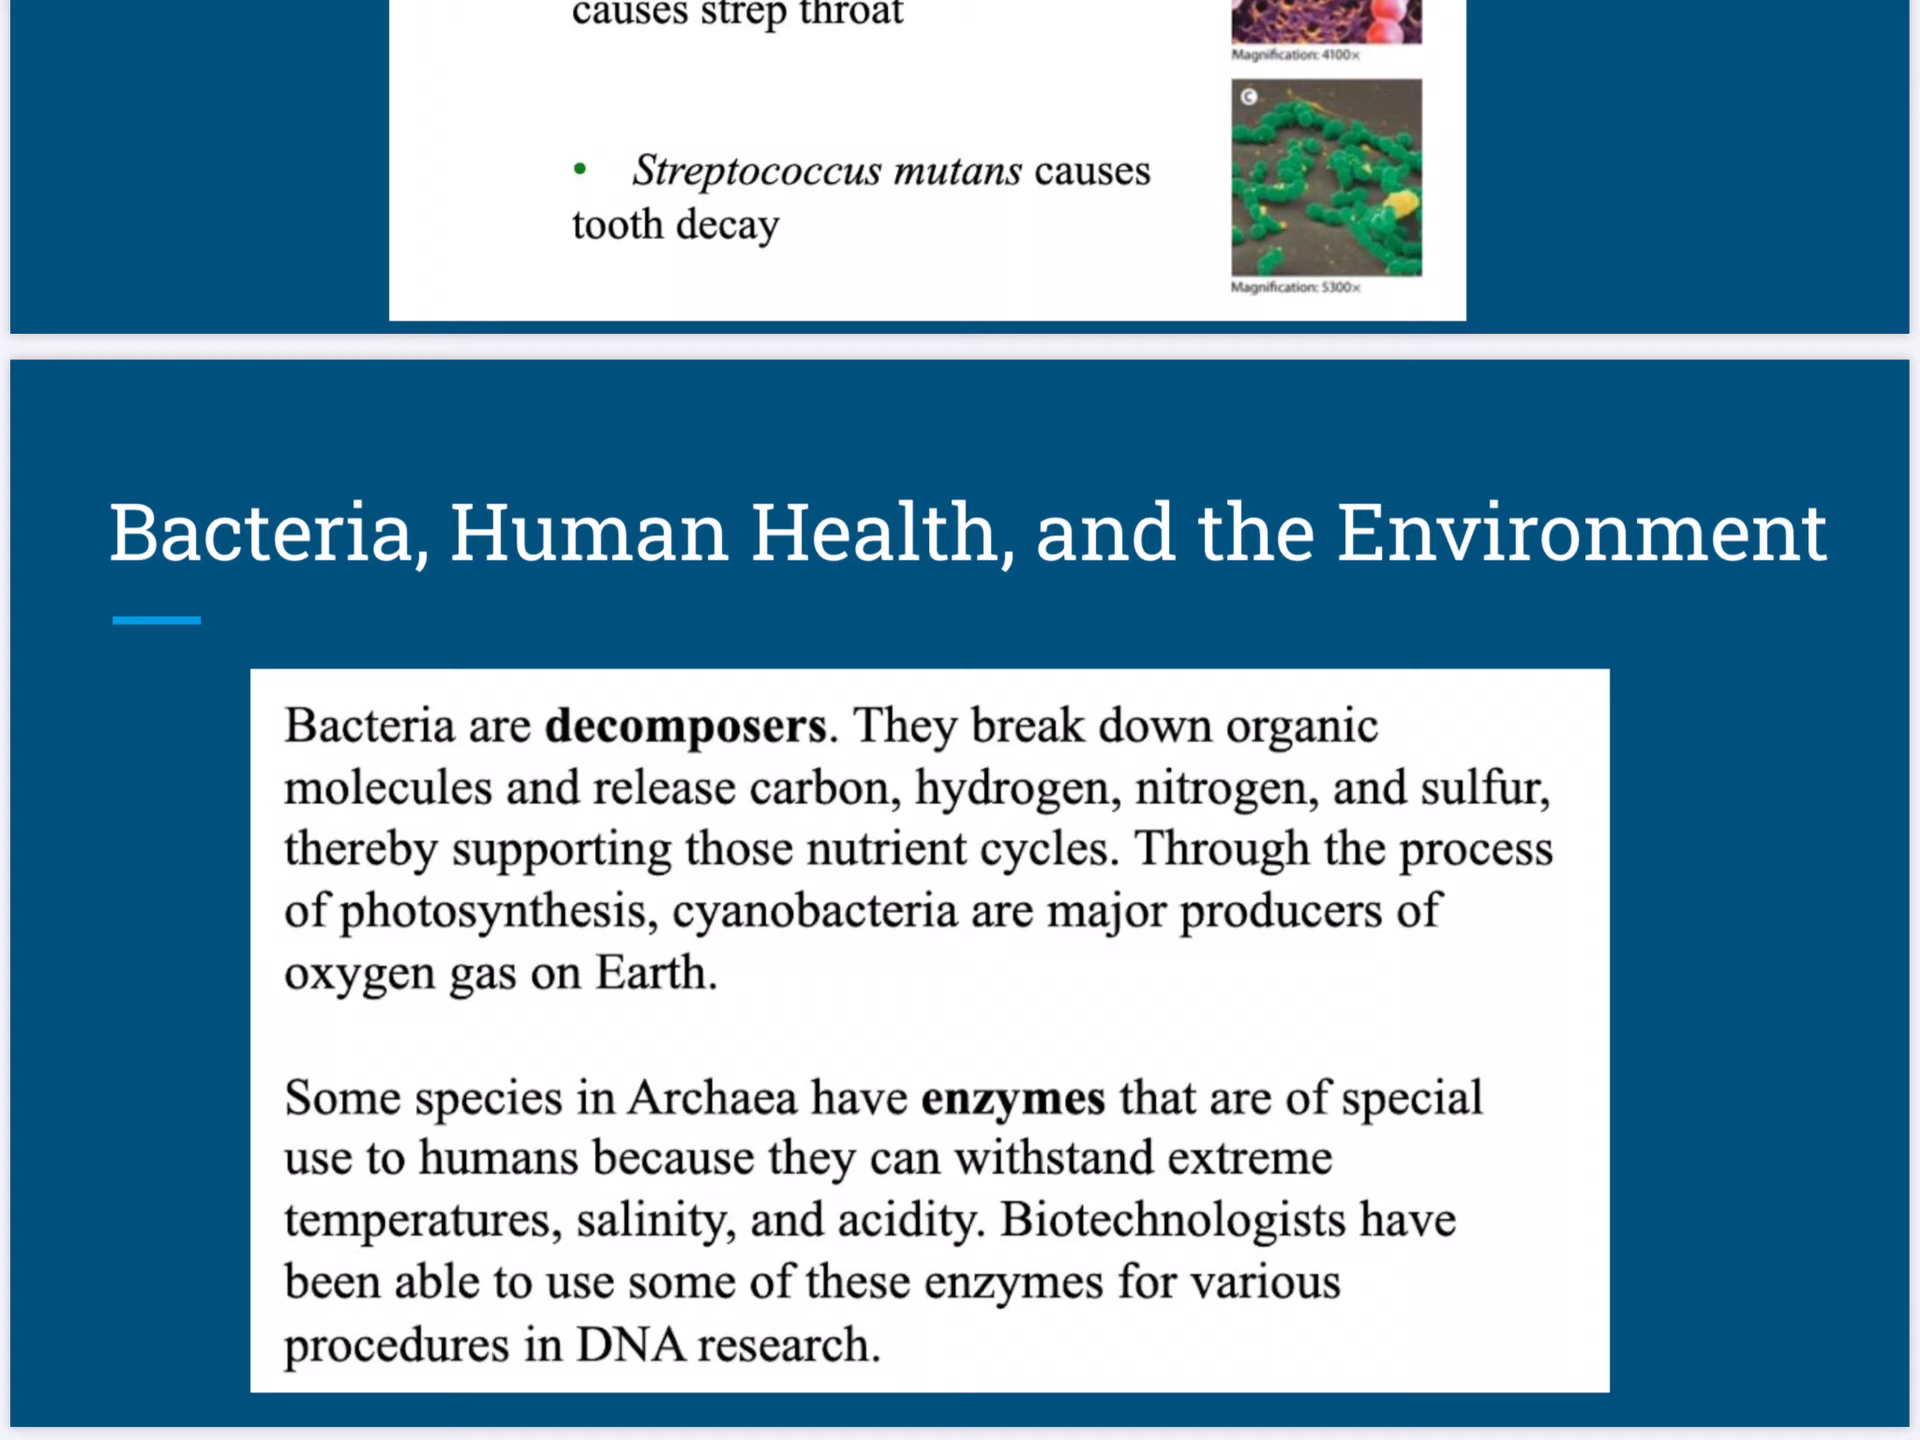 causes strep throat
Magnification: 4100×
C
• Streptococcus mutans causes
tooth decay
Magnification: 5300×
Bacteria, Human Health, and the Environment
Bacteria are decomposers. They break down organic
molecules and release carbon, hydrogen, nitrogen, and sulfur,
thereby supporting those nutrient cycles. Through the process
of photosynthesis, cyanobacteria are major producers of
oxygen gas on Earth.
Some species in Archaea have enzymes that are of special
use to humans because they can withstand extreme
temperatures, salinity, and acidity. Biotechnologists have
been able to use some of these enzymes for various
procedures in DNA research.